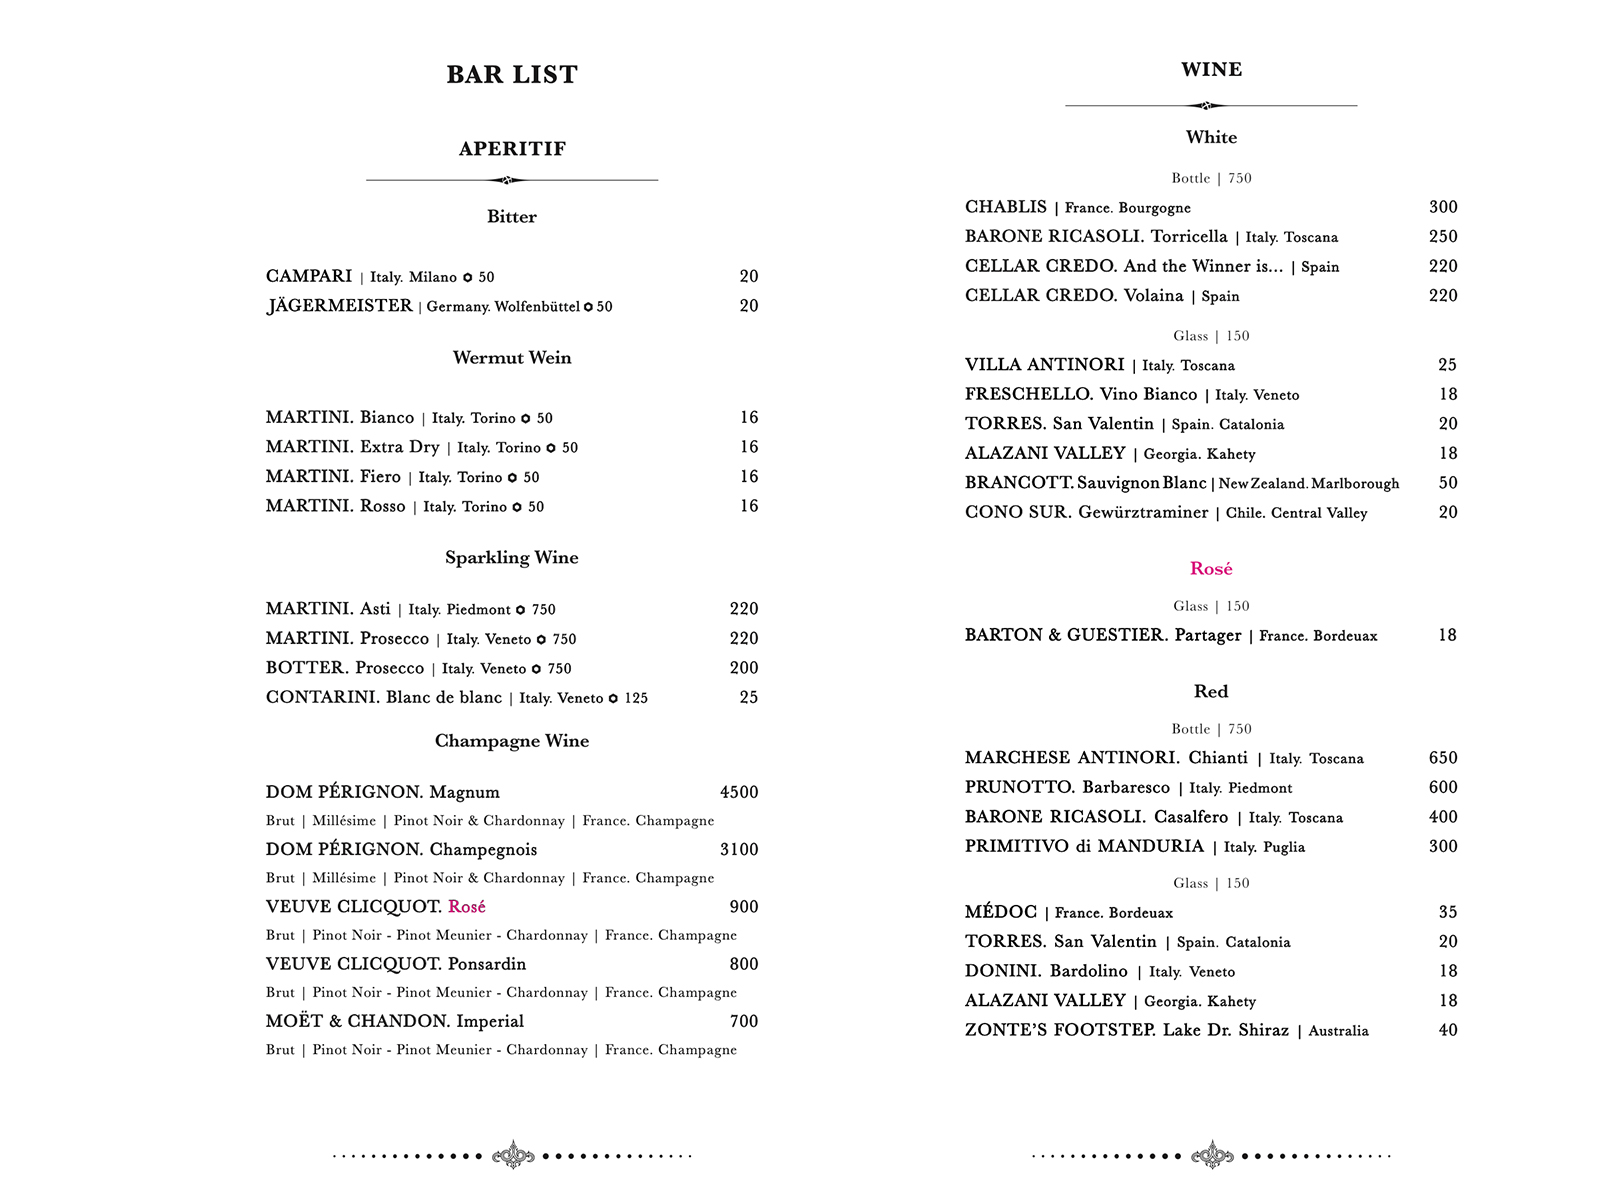 BAR LIST
APERITIF
Bitter
CAMPARI | Italy. Milano 50 20
JÄGERMEISTER | Germany. Wolfenbüttel 50 20
Wermut Wein
MARTINI. Bianco | Italy. Torino 50 16
MARTINI. Extra Dry | Italy. Torino 50 16
MARTINI. Fiero | Italy. Torino 50 16
MARTINI. Rosso | Italy. Torino 50 16
Sparkling Wine
MARTINI. Asti | Italy. Piedmont 750 220
MARTINI. Prosecco | Italy. Veneto 750 220
BOTTER. Prosecco | Italy. Veneto 750 200
CONTARINI. Blanc de blanc | Italy. Veneto 125 25
Champagne Wine
DOM PÉRIGNON. Magnum 4500
Brut | Millésime | Pinot Noir & Chardonnay | France. Champagne
DOM PÉRIGNON. Champegnois 3100
Brut | Millésime | Pinot Noir & Chardonnay | France. Champagne
VEUVE CLICQUOT. Rosé 900
Brut | Pinot Noir - Pinot Meunier - Chardonnay | France. Champagne
VEUVE CLICQUOT. Ponsardin 800
Brut | Pinot Noir - Pinot Meunier - Chardonnay | France. Champagne
MOËT & CHANDON. Imperial 700
Brut | Pinot Noir - Pinot Meunier - Chardonnay | France. Champagne
WINE
White
Bottle | 750
CHABLIS | France. Bourgogne 300
BARONE RICASOLI. Torricella | Italy. Toscana 250
CELLAR CREDO. And the Winner is... | Spain 220
CELLAR CREDO. Volaina | Spain 220
Glass | 150
VILLA ANTINORI | Italy. Toscana 25
FRESCHELLO. Vino Bianco | Italy. Veneto 18
TORRES. San Valentin | Spain. Catalonia 20
ALAZANI VALLEY | Georgia. Kahety 18
BRANCOTT. Sauvignon Blanc | New Zealand. Marlborough 50
CONO SUR. Gewürztraminer | Chile. Central Valley 20
Rosé
Glass | 150
BARTON & GUESTIER. Partager | France. Bordeuax 18
Red
Bottle | 750
MARCHESE ANTINORI. Chianti | Italy. Toscana 650
PRUNOTTO. Barbaresco | Italy. Piedmont 600
BARONE RICASOLI. Casalfero | Italy. Toscana 400
PRIMITIVO di MANDURIA | Italy. Puglia 300
Glass | 150
MÉDOC | France. Bordeuax 35
TORRES. San Valentin | Spain. Catalonia 20
DONINI. Bardolino | Italy. Veneto 18
ALAZANI VALLEY | Georgia. Kahety 18
ZONTE'S FOOTSTEP. Lake Dr. Shiraz | Australia 40